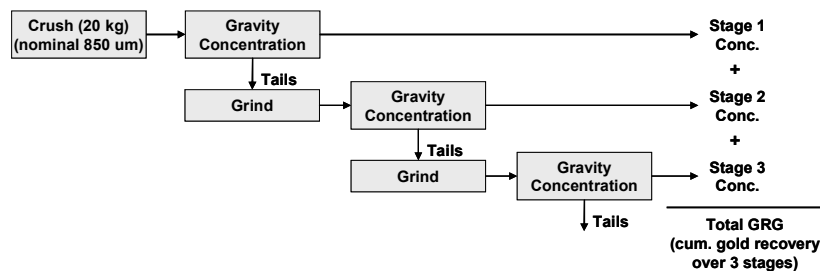 Crush (20 kg)
(nominal 850 um)
Gravity
Concentration
Stage 1
Conc.
+
Tails
Grind
Gravity
Concentration
Stage 2
Conc.
+
Tails
Grind
Gravity
Concentration
Stage 3
Conc.
Tails
Total GRG
(cum. gold recovery
over 3 stages)